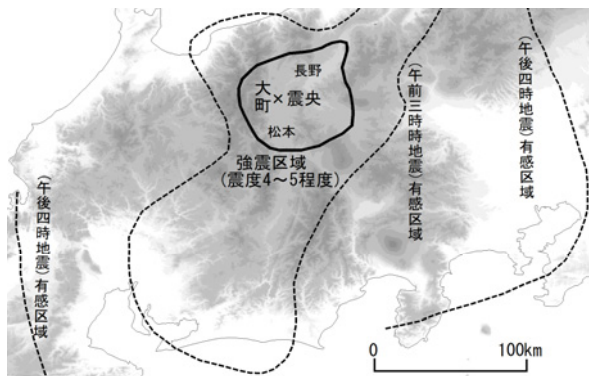 長野
大町
×震央
松本
強震区域
(震度4～5程度)
(午前三時時地震)有感区域
(午後四時地震)有感区域
(午後四時地震)有感区域
0
100km